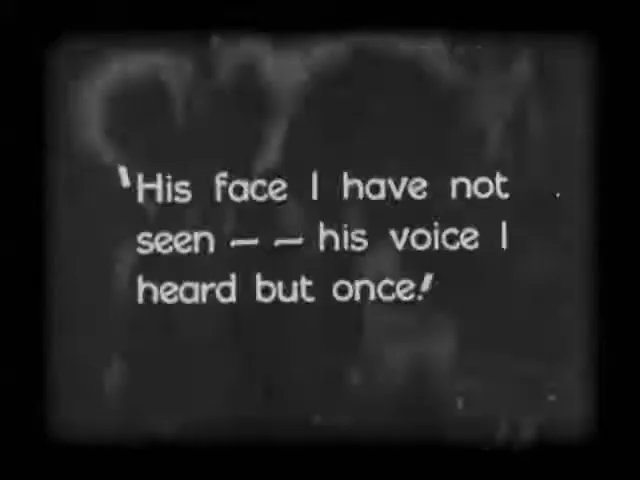 "His face I have not
seen — — his voice I
heard but once!"